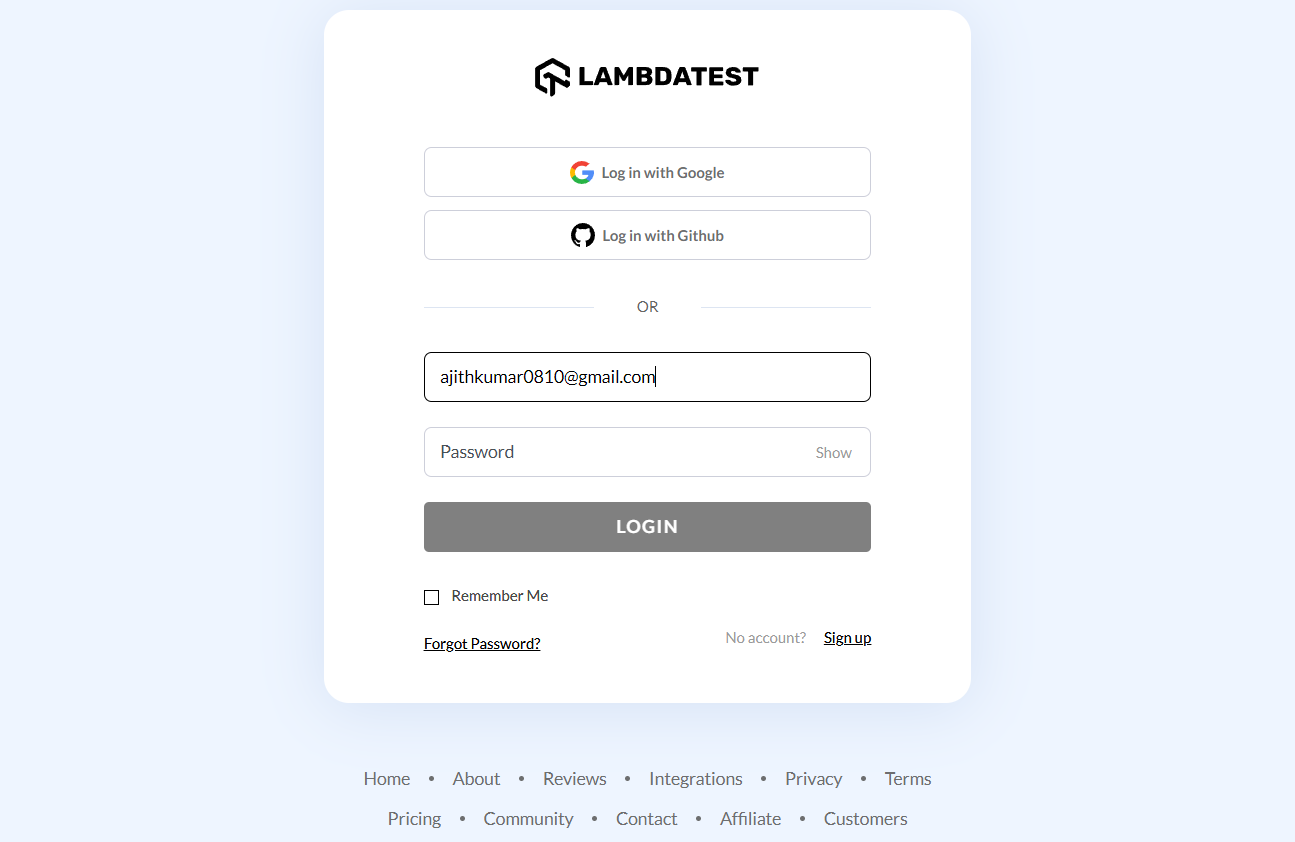 LAMBDATEST
Log in with Google
Log in with Github
OR
ajithkumar0810@gmail.com
Password Show
LOGIN
Remember Me
Forgot Password? No account? Sign up
Home • About • Reviews • Integrations • Privacy • Terms
Pricing • Community • Contact • Affiliate • Customers